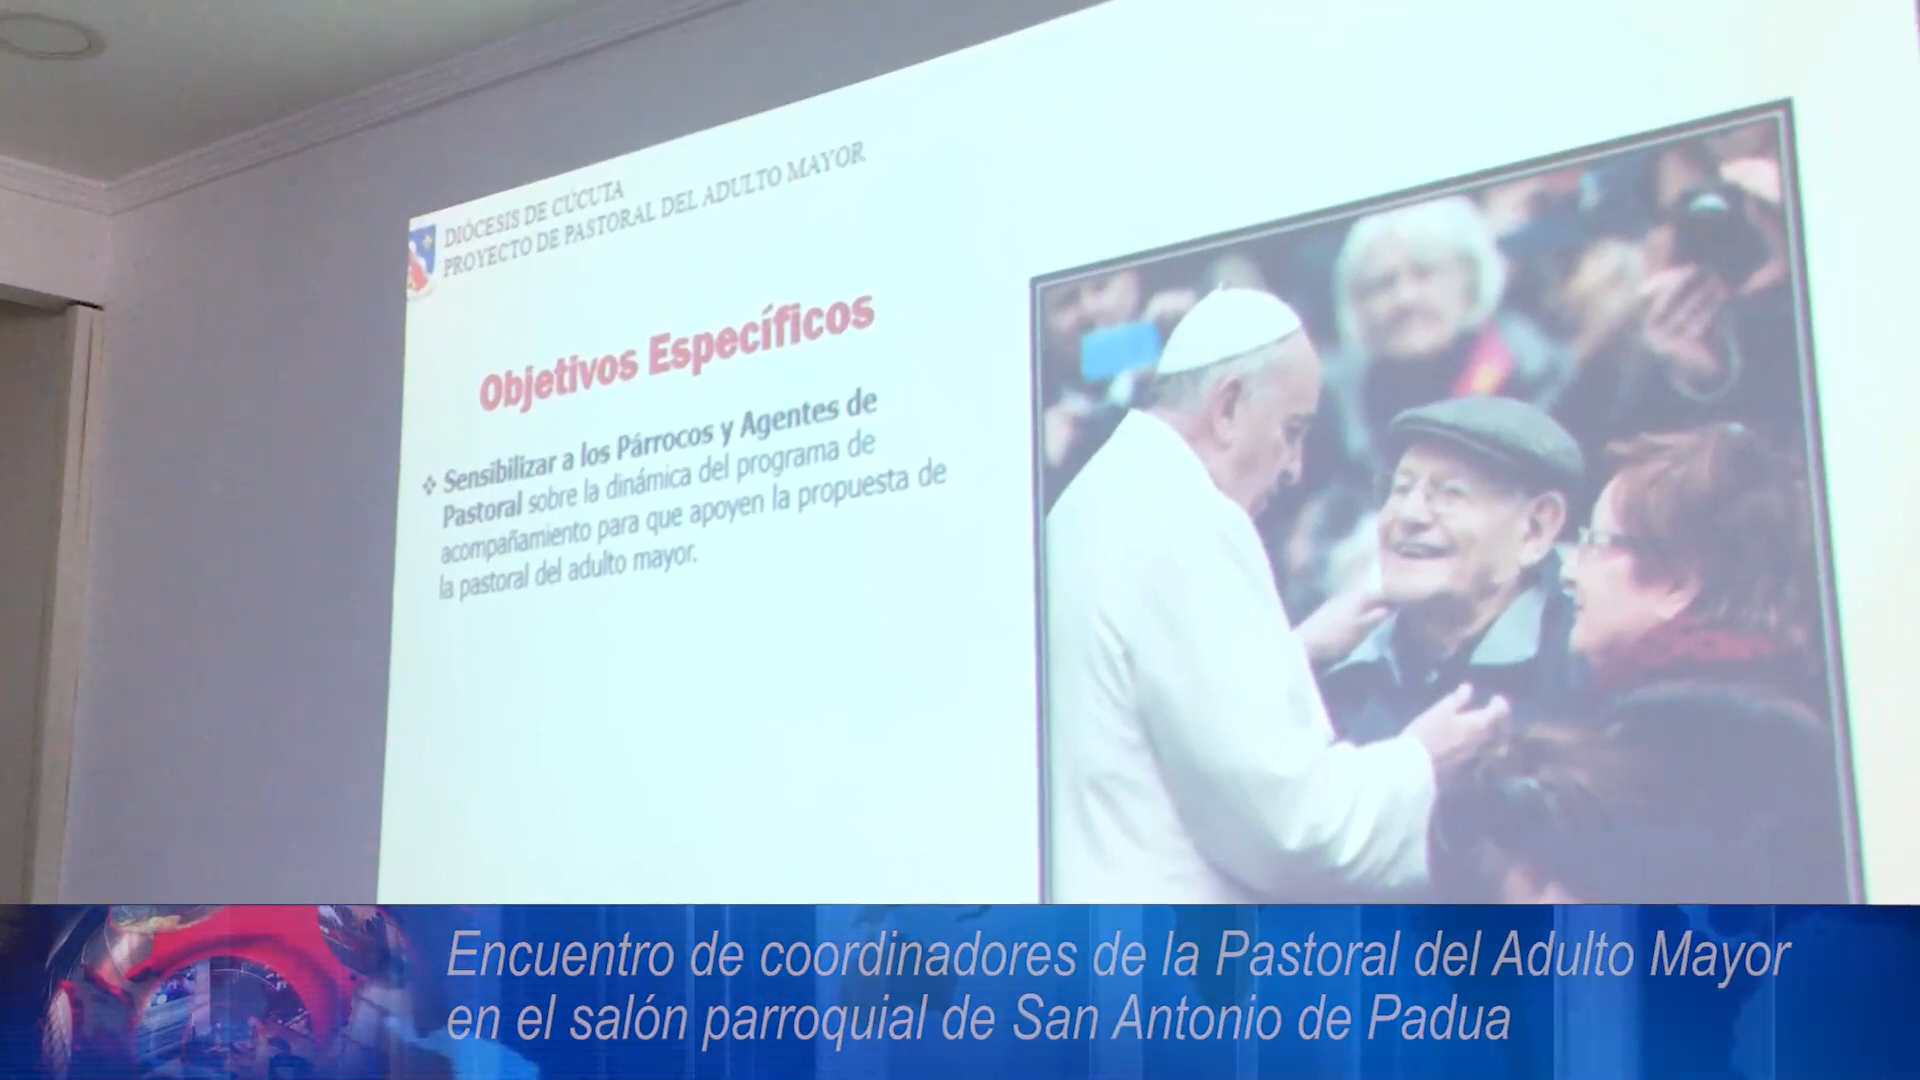 DIÓCESIS DE CÚCUTA
PROYECTO DE PASTORAL DEL ADULTO MAYOR
Objetivos Específicos
❖ Sensibilizar a los Párrocos y Agentes de
Pastoral sobre la dinámica del programa de
acompañamiento para que apoyen la propuesta de
la pastoral del adulto mayor.
Encuentro de coordinadores de la Pastoral del Adulto Mayor
en el salón parroquial de San Antonio de Padua